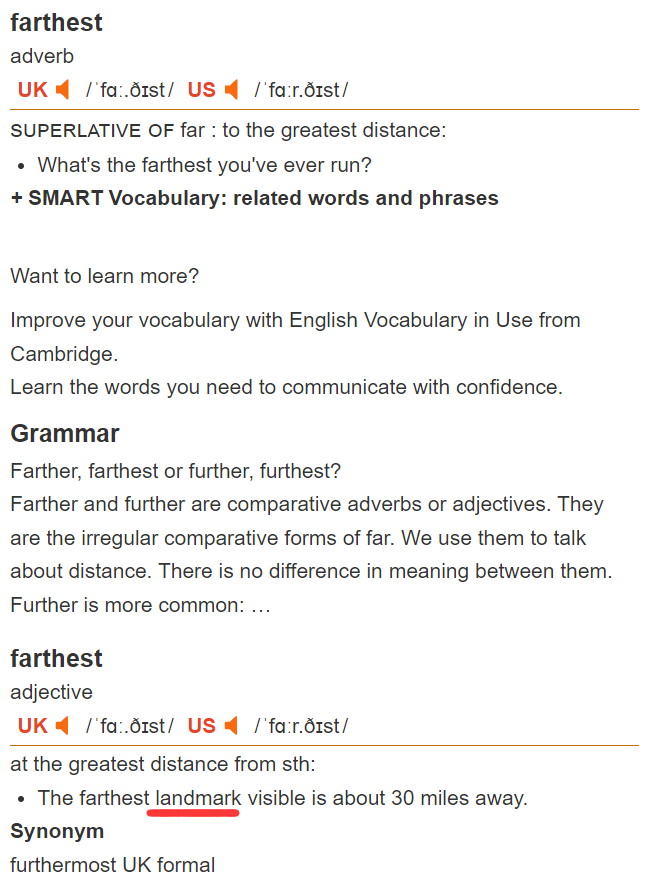 farthest
adverb
UK /ˈfɑː.ðɪst/ US /ˈfɑːr.ðɪst/
SUPERLATIVE OF far : to the greatest distance:
• What's the farthest you've ever run?
+ SMART Vocabulary: related words and phrases
Want to learn more?
Improve your vocabulary with English Vocabulary in Use from
Cambridge.
Learn the words you need to communicate with confidence.
Grammar
Farther, farthest or further, furthest?
Farther and further are comparative adverbs or adjectives. They
are the irregular comparative forms of far. We use them to talk
about distance. There is no difference in meaning between them.
Further is more common: …
farthest
adjective
UK /ˈfɑː.ðɪst/ US /ˈfɑːr.ðɪst/
at the greatest distance from sth:
• The farthest landmark visible is about 30 miles away.
Synonym
furthermost UK formal